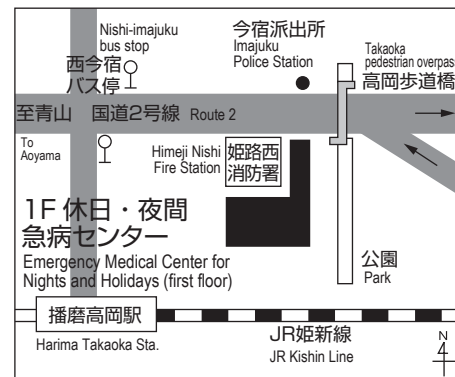 Nishi-imajuku
bus stop
西今宿
バス停
今宿派出所
Imajuku
Police Station
Takaoka
pedestrian overpass
高岡歩道橋
至青山 国道2号線 Route 2
To
Aoyama
Himeji Nishi
Fire Station
姫路西
消防署
1F 休日・夜間
急病センター
Emergency Medical Center for
Nights and Holidays (first floor)
公園
Park
播磨高岡駅
Harima Takaoka Sta.
JR姫新線
JR Kishin Line
N